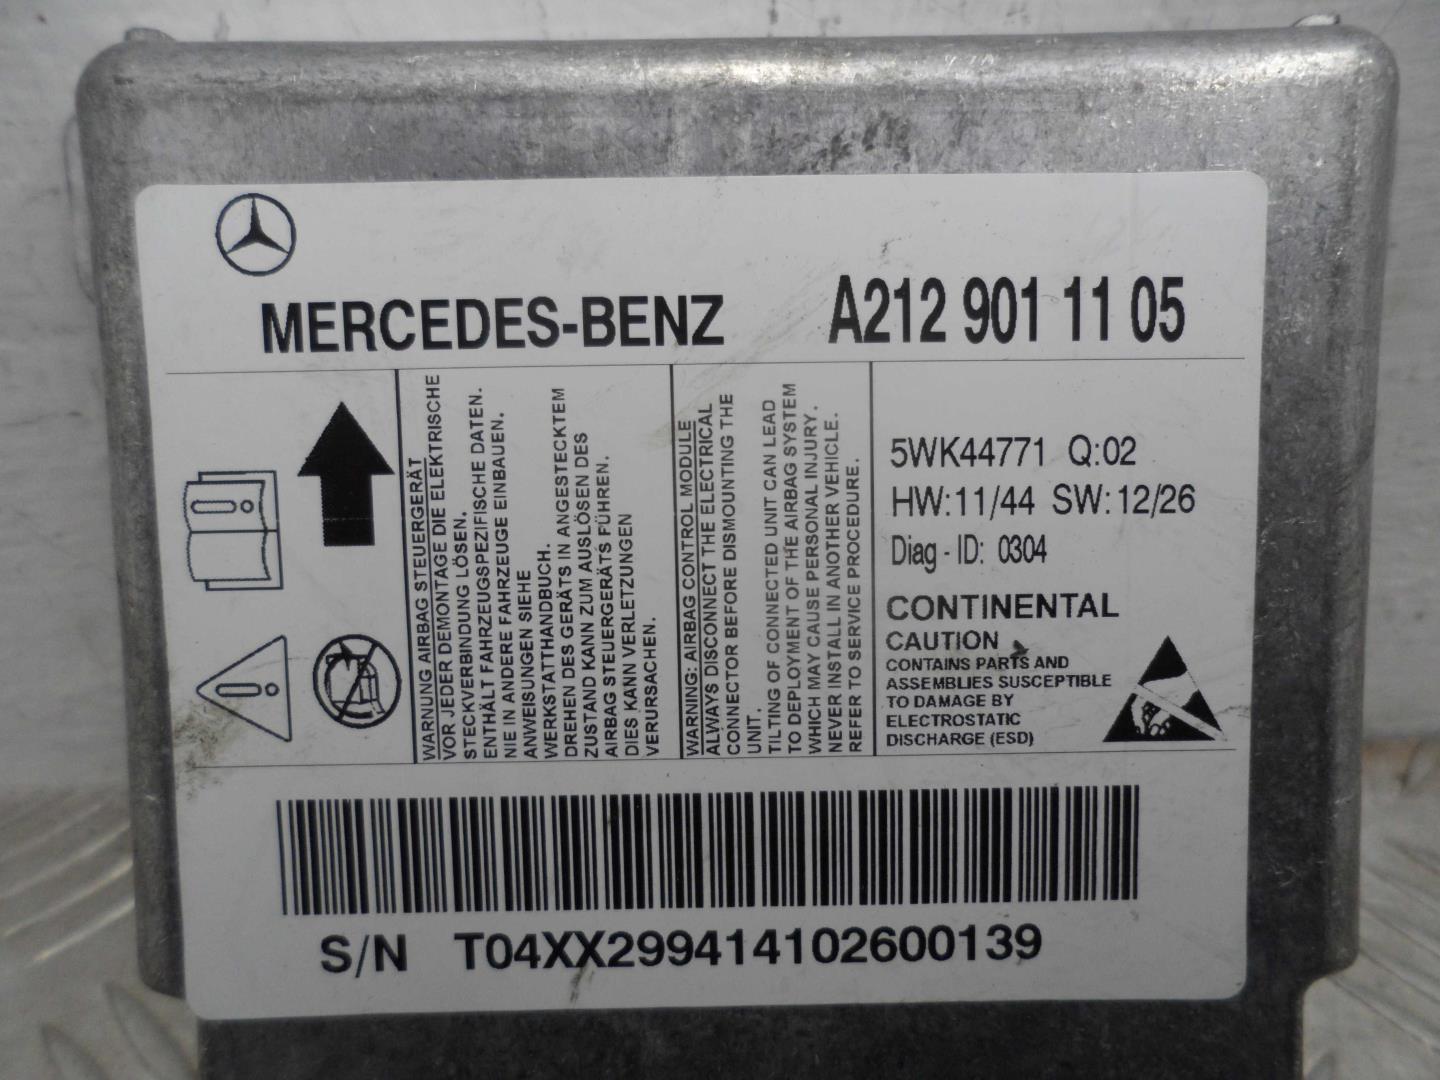 MERCEDES-BENZ A212 901 11 05
WARNUNG AIRBAG STEUERGERÄT
VOR JEDER DEMONTAGE DIE ELEKTRISCHE
STECKVERBINDUNG LÖSEN.
ENTHÄLT FAHRZEUGSPEZIFISCHE DATEN.
NIE IN ANDERE FAHRZEUGE EINBAUEN.
ANWEISUNGEN SIEHE
WERKSTATTHANDBUCH.
DREHEN DES GERÄTS IN ANGESTECKTEM
ZUSTAND KANN ZUM AUSLÖSEN DES
AIRBAG STEUERGERÄTS FÜHREN.
DIES KANN VERLETZUNGEN
VERURSACHEN.
WARNING: AIRBAG CONTROL MODULE
ALWAYS DISCONNECT THE ELECTRICAL
CONNECTOR BEFORE DISMOUNTING THE
UNIT.
TILTING OF CONNECTED UNIT CAN LEAD
TO DEPLOYMENT OF THE AIRBAG SYSTEM
WHICH MAY CAUSE PERSONAL INJURY.
NEVER INSTALL IN ANOTHER VEHICLE.
REFER TO SERVICE PROCEDURE.
5WK44771 Q:02
HW:11/44 SW:12/26
Diag - ID: 0304
CONTINENTAL
CAUTION
CONTAINS PARTS AND
ASSEMBLIES SUSCEPTIBLE
TO DAMAGE BY
ELECTROSTATIC
DISCHARGE (ESD)
S/N T04XX299414102600139